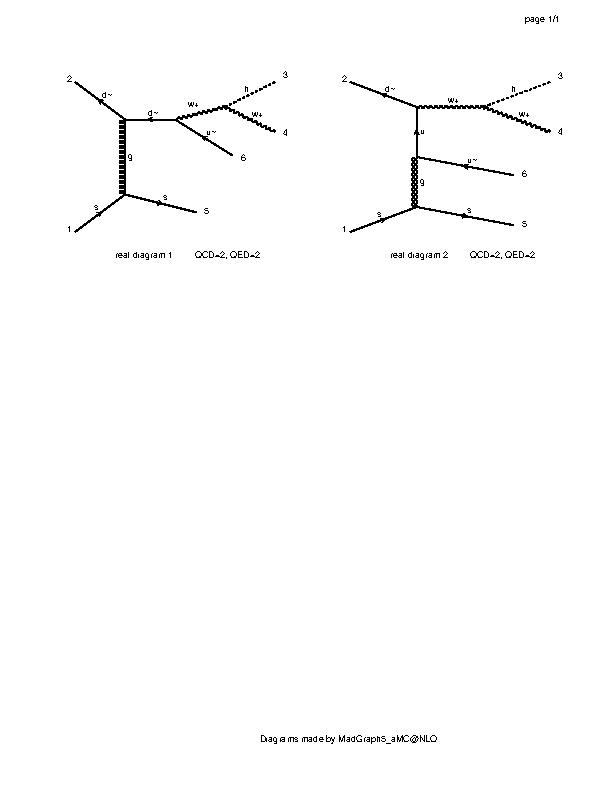 page 1/1
2
d~
d~
w+
h
3
w+
4
u~
6
g
s
s
1
5
real diagram 1 QCD=2, QED=2
2
d~
w+
h
3
w+
4
u
u~
6
g
s
s
1
5
real diagram 2 QCD=2, QED=2
Diagrams made by MadGraph5_aMC@NLO